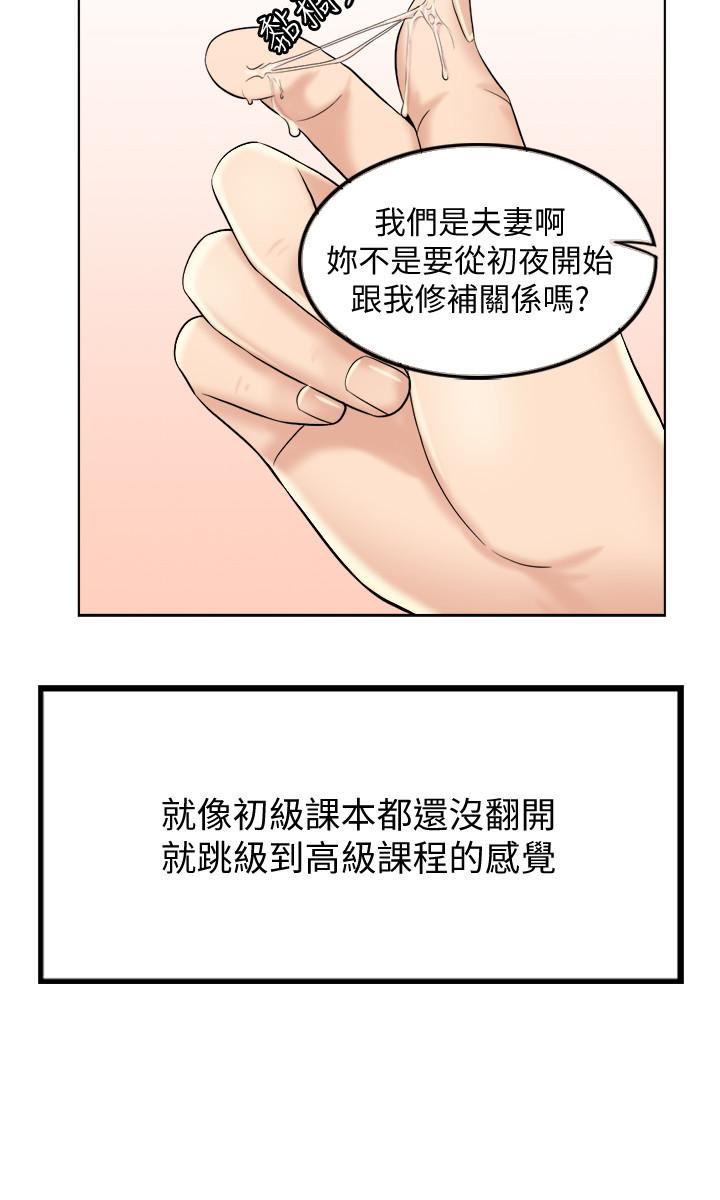 黏稠
我們是夫妻啊
妳不是要從初夜開始
跟我修補關係嗎?
就像初級課本都還沒翻開
就跳級到高級課程的感覺